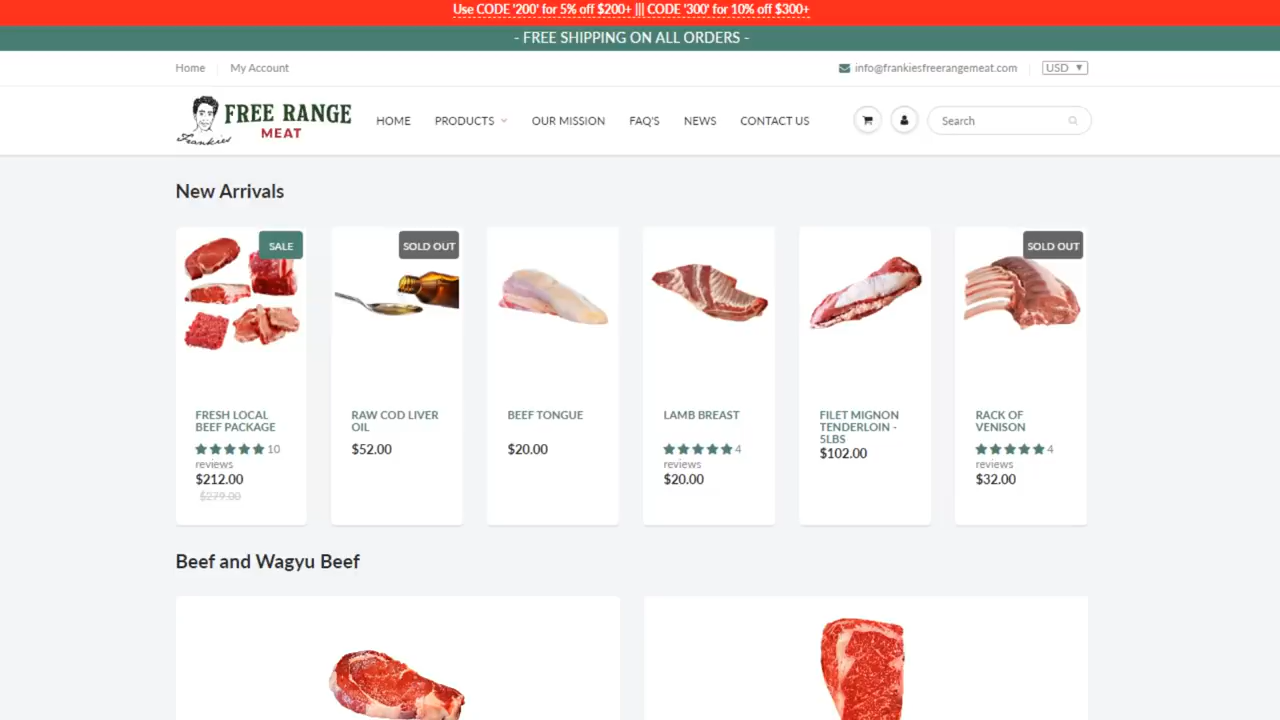 Use CODE '200' for 5% off $200+ ||| CODE '300' for 10% off $300+
- FREE SHIPPING ON ALL ORDERS -
Home
My Account
info@frankiesfreerangemeat.com
USD ▼
Frankies
FREE RANGE
MEAT
HOME
PRODUCTS
OUR MISSION
FAQ'S
NEWS
CONTACT US
Search
New Arrivals
SALE
FRESH LOCAL
BEEF PACKAGE
10
reviews
$212.00
$279.00
SOLD OUT
RAW COD LIVER
OIL
$52.00
BEEF TONGUE
$20.00
LAMB BREAST
4
reviews
$20.00
FILET MIGNON
TENDERLOIN -
5LBS
$102.00
SOLD OUT
RACK OF
VENISON
4
reviews
$32.00
Beef and Wagyu Beef